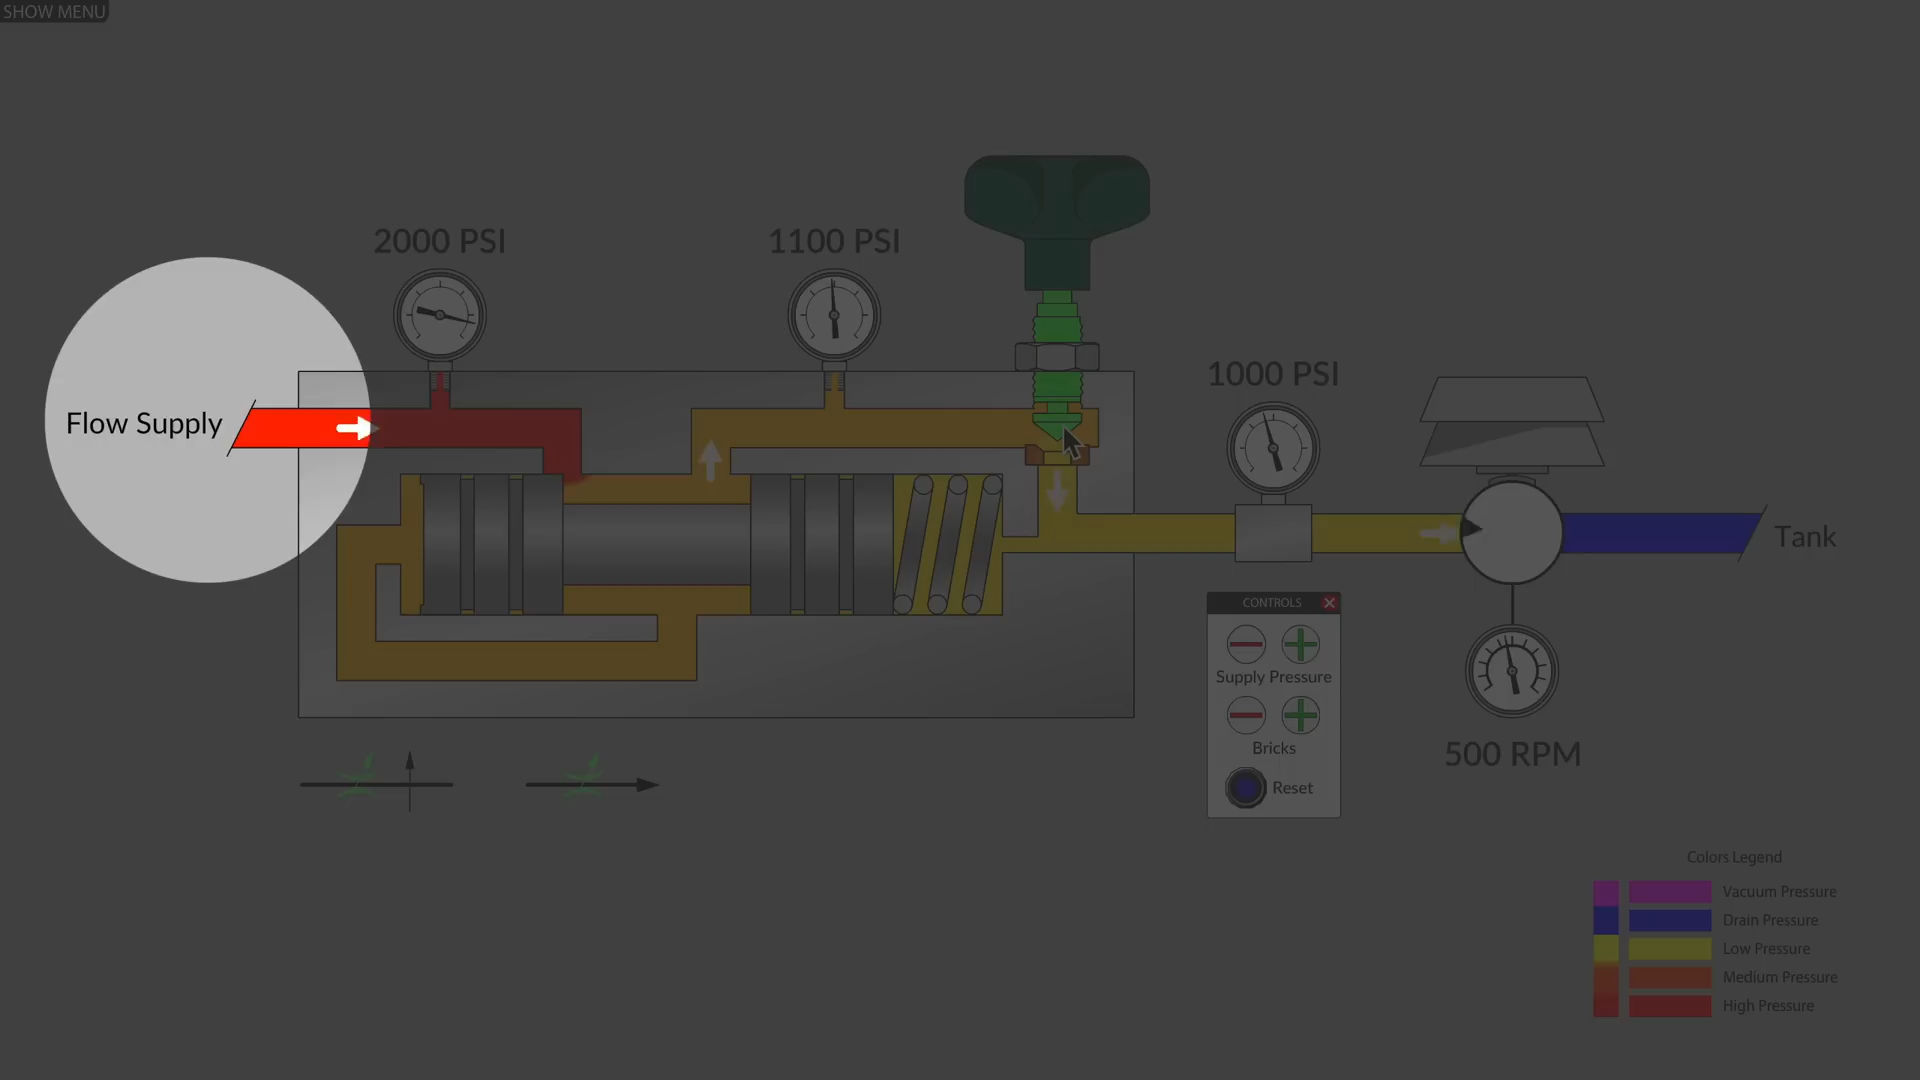 SHOW MENU
2000 PSI
1100 PSI
1000 PSI
Flow Supply
Tank
CONTROLS
Supply Pressure
Bricks
Reset
500 RPM
Colors Legend
Vacuum Pressure
Drain Pressure
Low Pressure
Medium Pressure
High Pressure